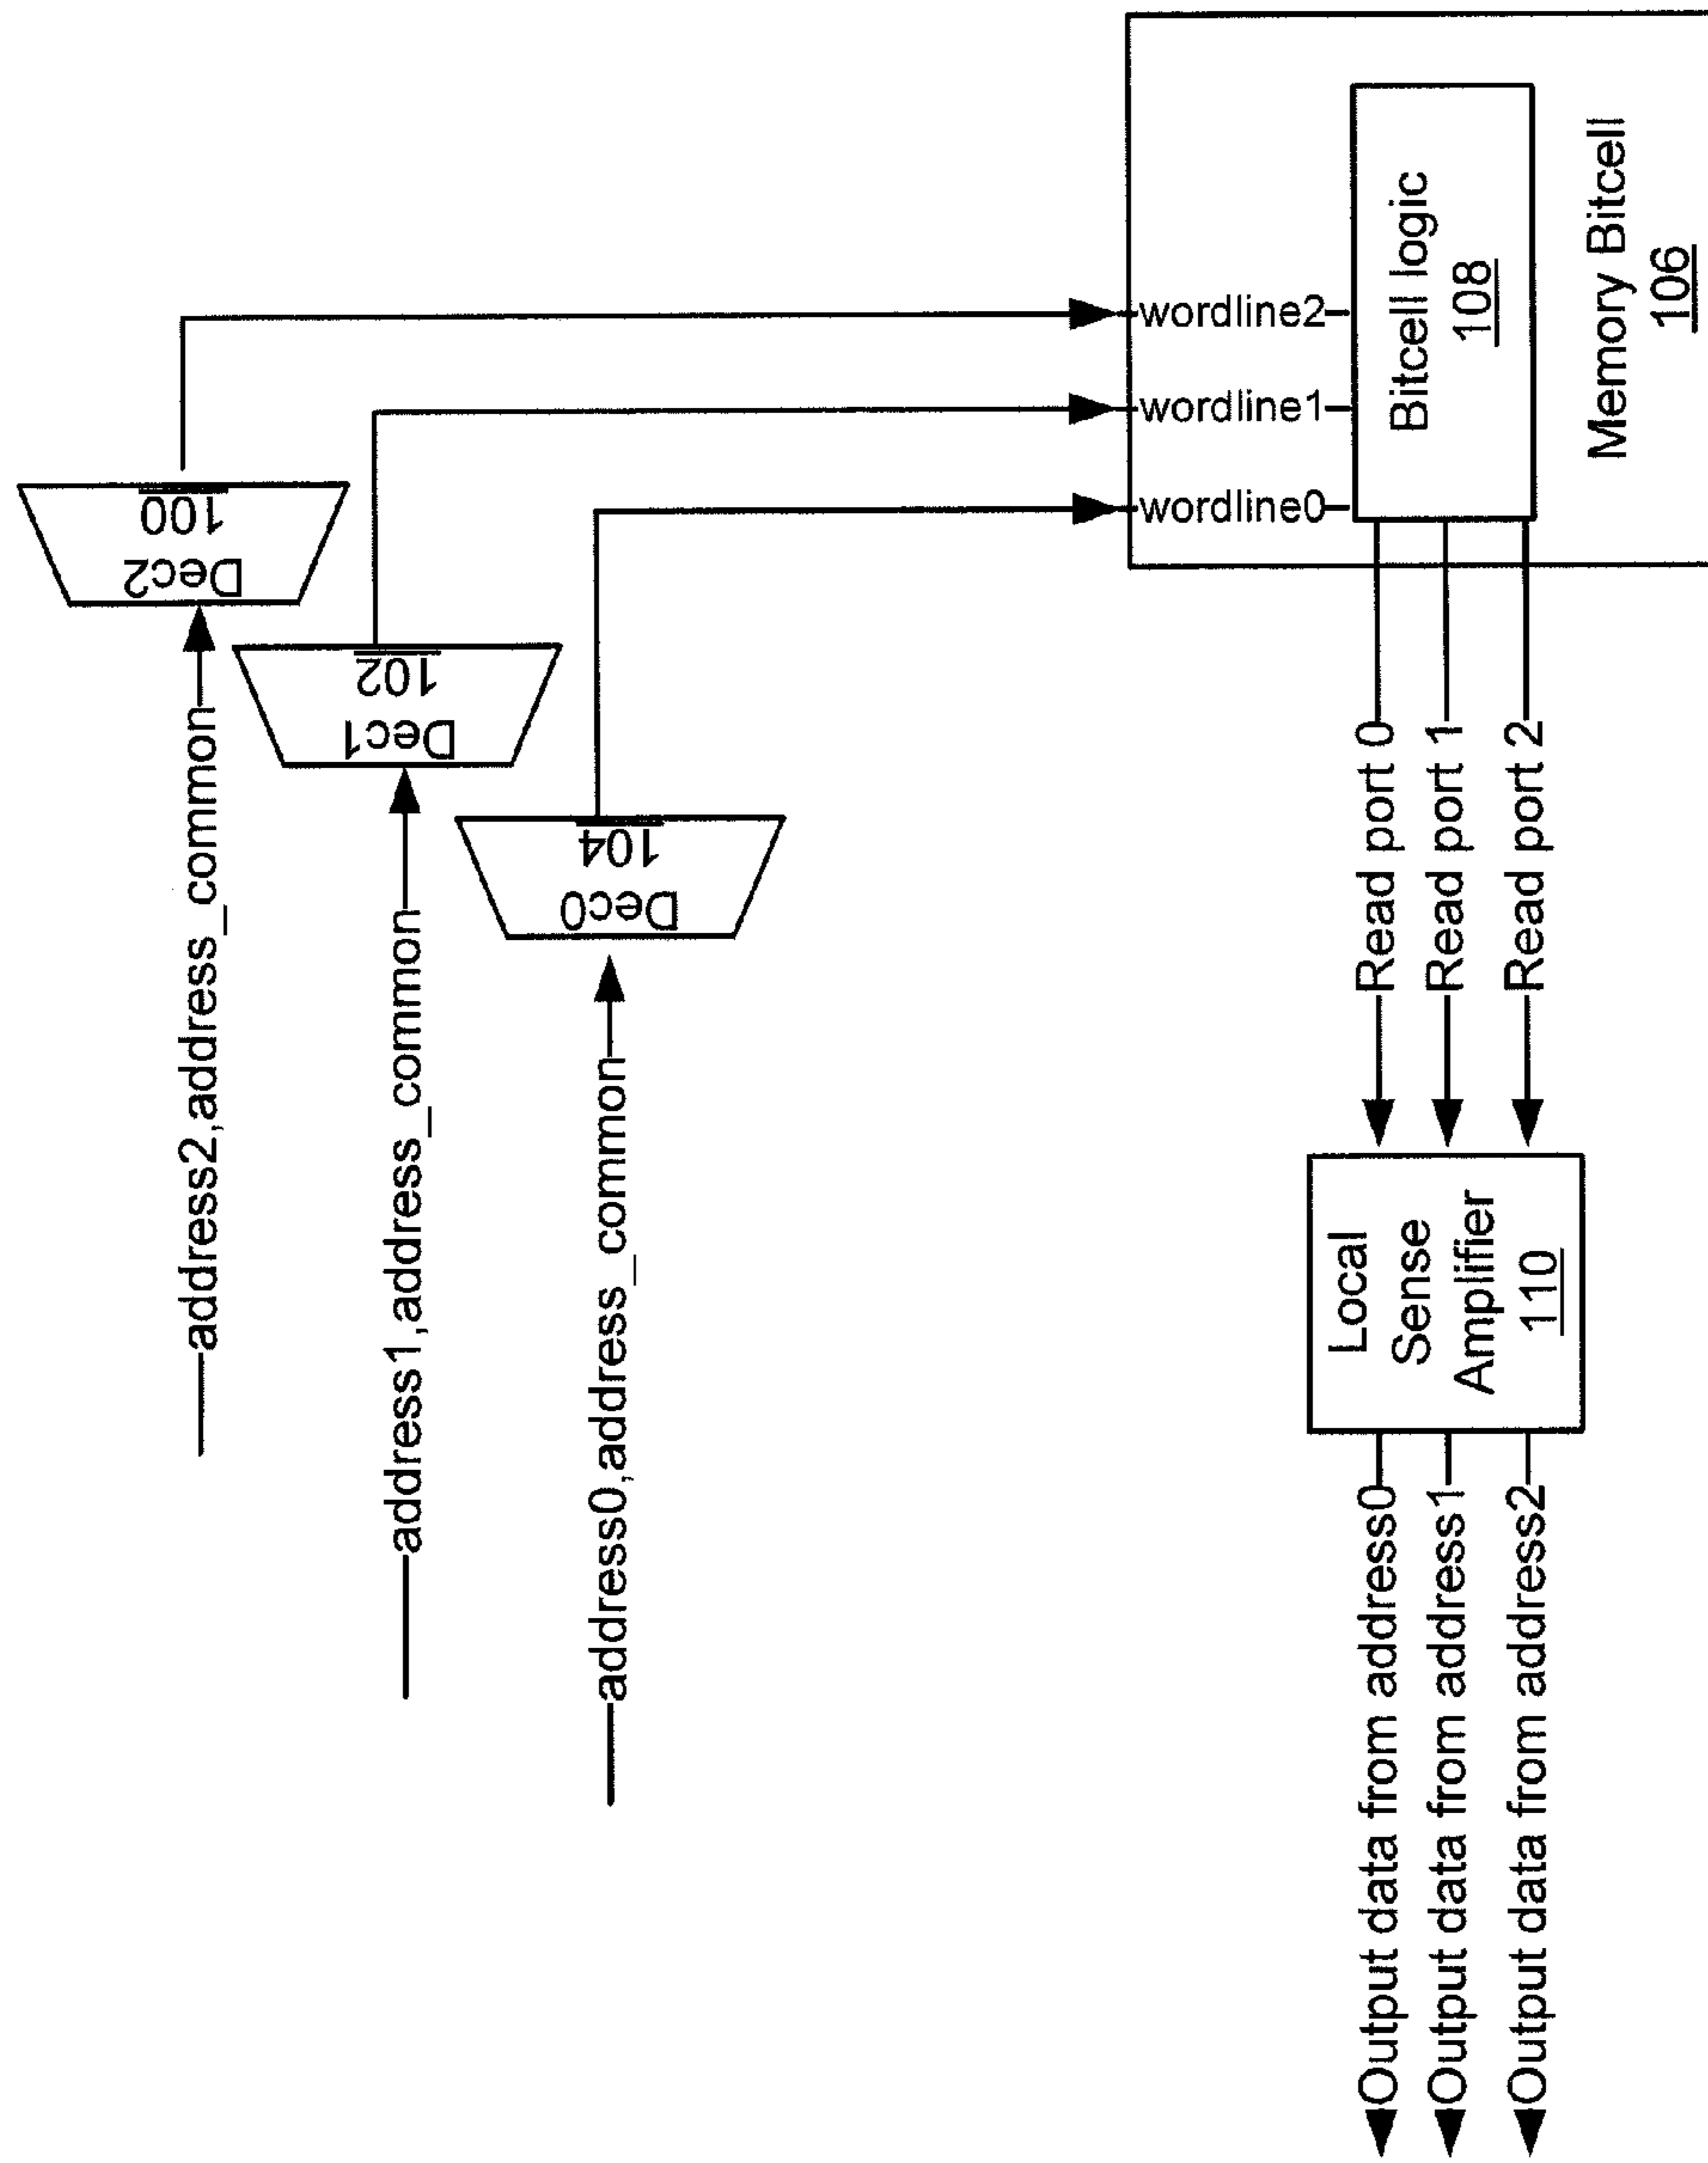 address2,address_common
Dec2
100
address1,address_common
Dec1
102
address0,address_common
Dec0
104
wordline2
wordline1
wordline0
Bitcell logic
108
Memory Bitcell
106
Read port 0
Read port 1
Read port 2
Local
Sense
Amplifier
110
Output data from address0
Output data from address1
Output data from address2